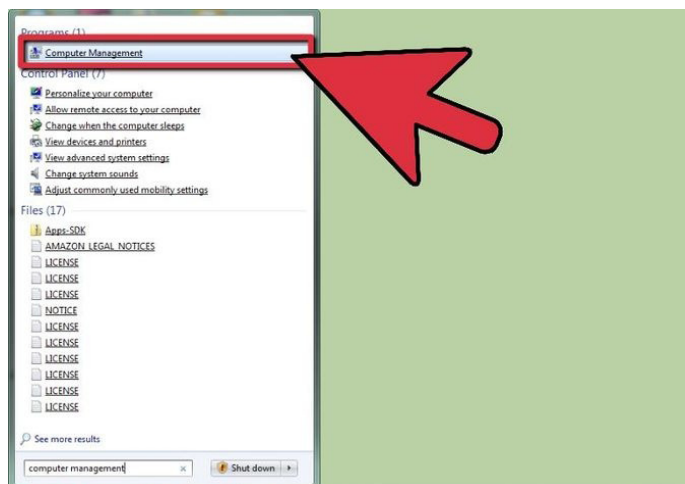 Programs (1)
Computer Management
Control Panel (7)
Personalize your computer
Allow remote access to your computer
Change when the computer sleeps
View devices and printers
View advanced system settings
Change system sounds
Adjust commonly used mobility settings
Files (17)
Apps-SDK
AMAZON LEGAL NOTICES
LICENSE
LICENSE
LICENSE
NOTICE
LICENSE
LICENSE
LICENSE
LICENSE
LICENSE
LICENSE
See more results
computer management
Shut down